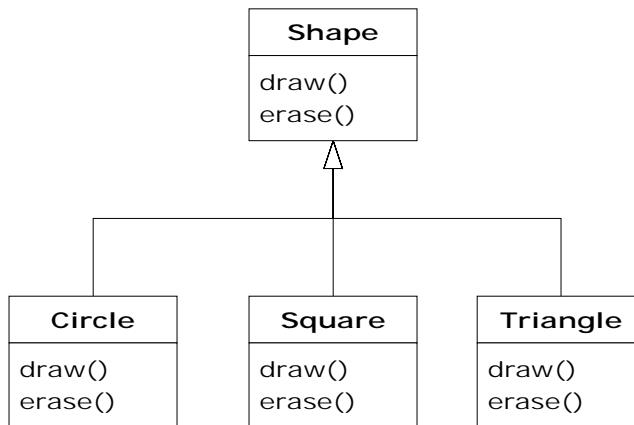 Shape
draw()
erase()
Circle
draw()
erase()
Square
draw()
erase()
Triangle
draw()
erase()